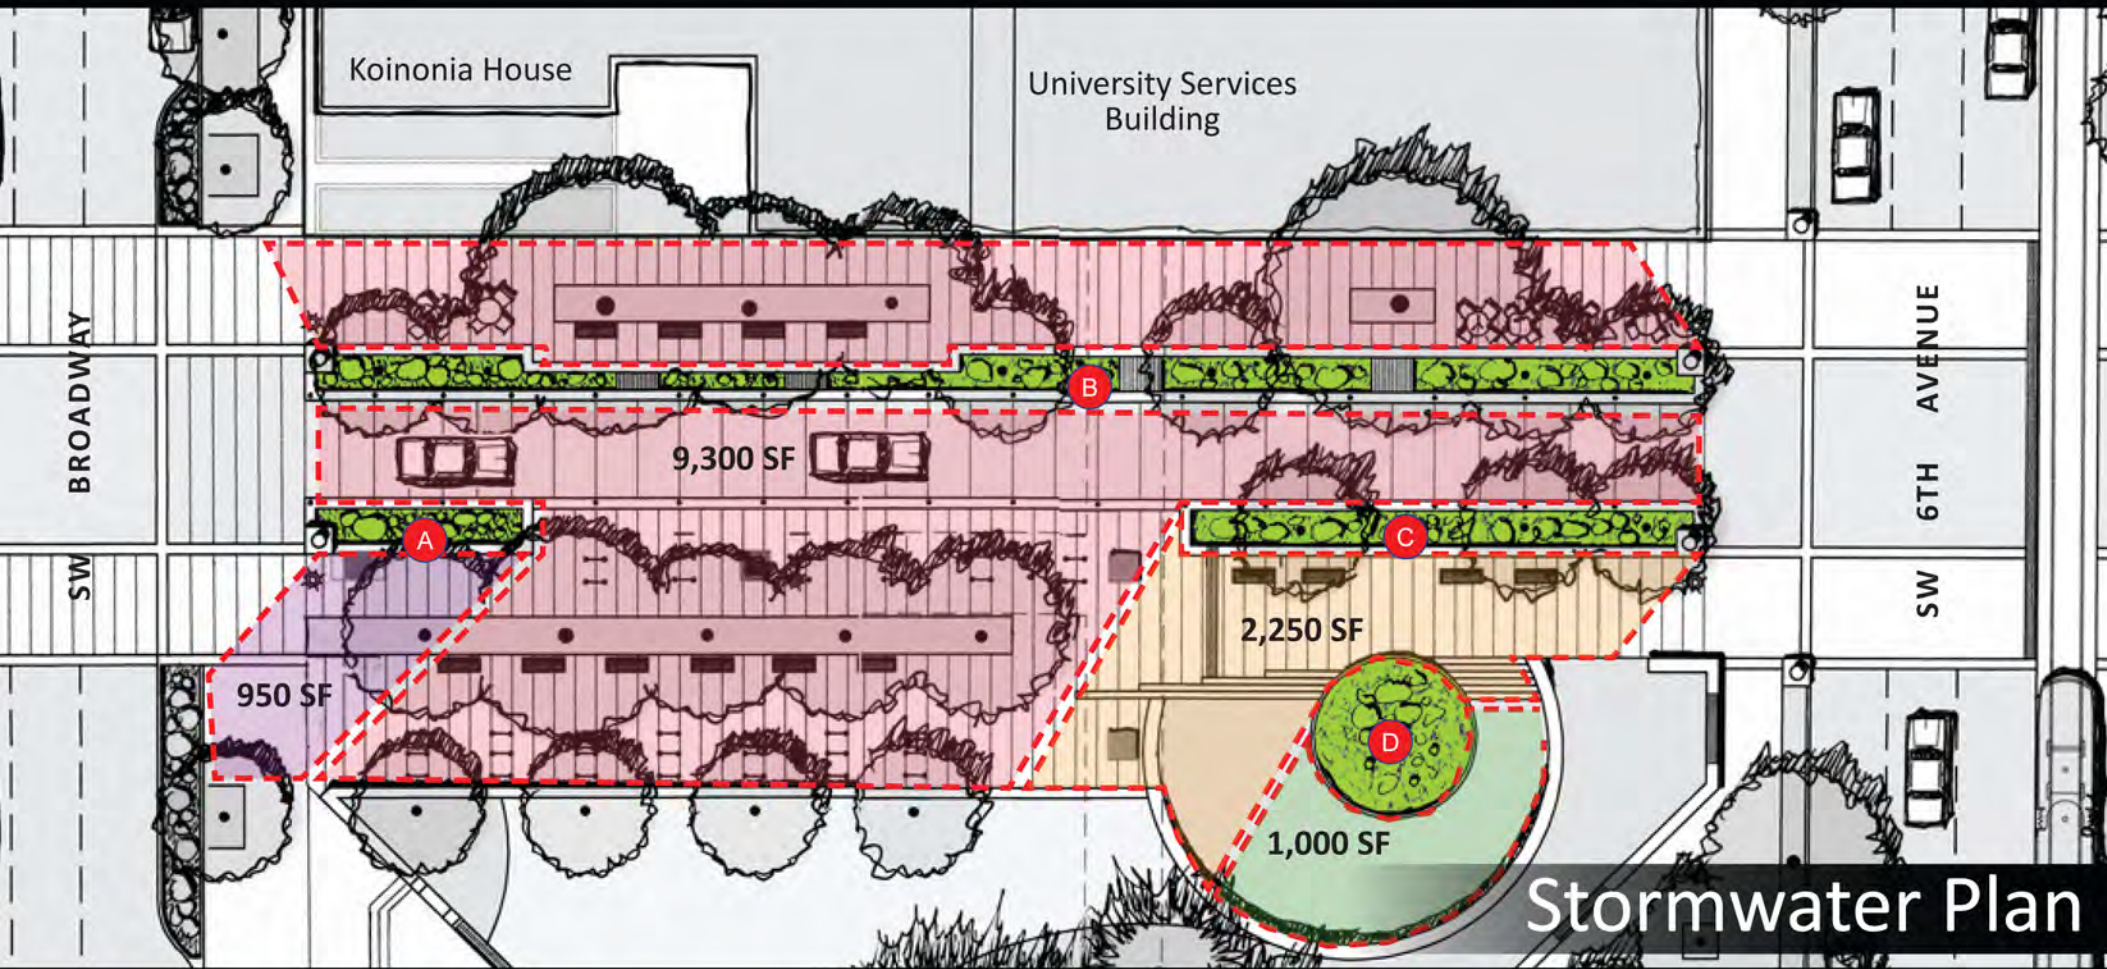 Koinonia House
University Services
Building
SW BROADWAY
SW 6TH AVENUE
B
9,300 SF
A
C
2,250 SF
950 SF
D
1,000 SF
Stormwater Plan